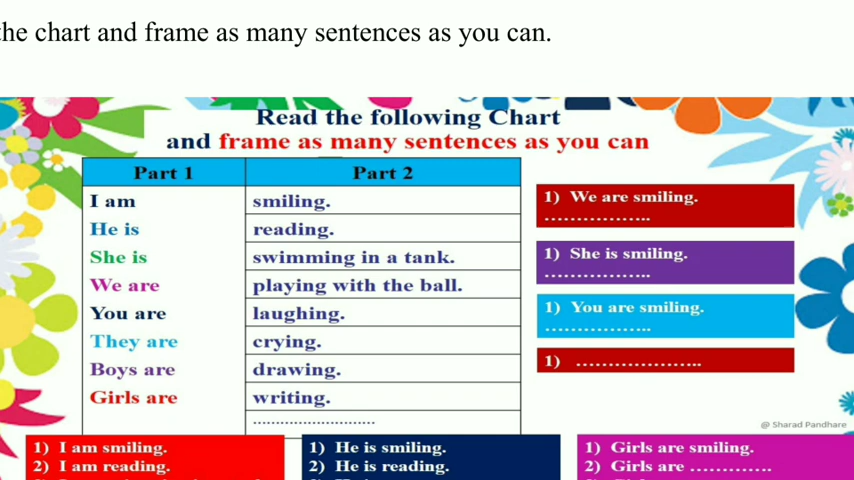 the chart and frame as many sentences as you can.
Read the following Chart
and frame as many sentences as you can
Part 1 Part 2
I am smiling.
He is reading.
She is swimming in a tank.
We are playing with the ball.
You are laughing.
They are crying.
Boys are drawing.
Girls are writing.
............................
1) We are smiling.
……………..
1) She is smiling.
……………..
1) You are smiling.
……………..
1) ………………..
@ Sharad Pandhare
1) I am smiling.
2) I am reading.
1) He is smiling.
2) He is reading.
1) Girls are smiling.
2) Girls are ………….